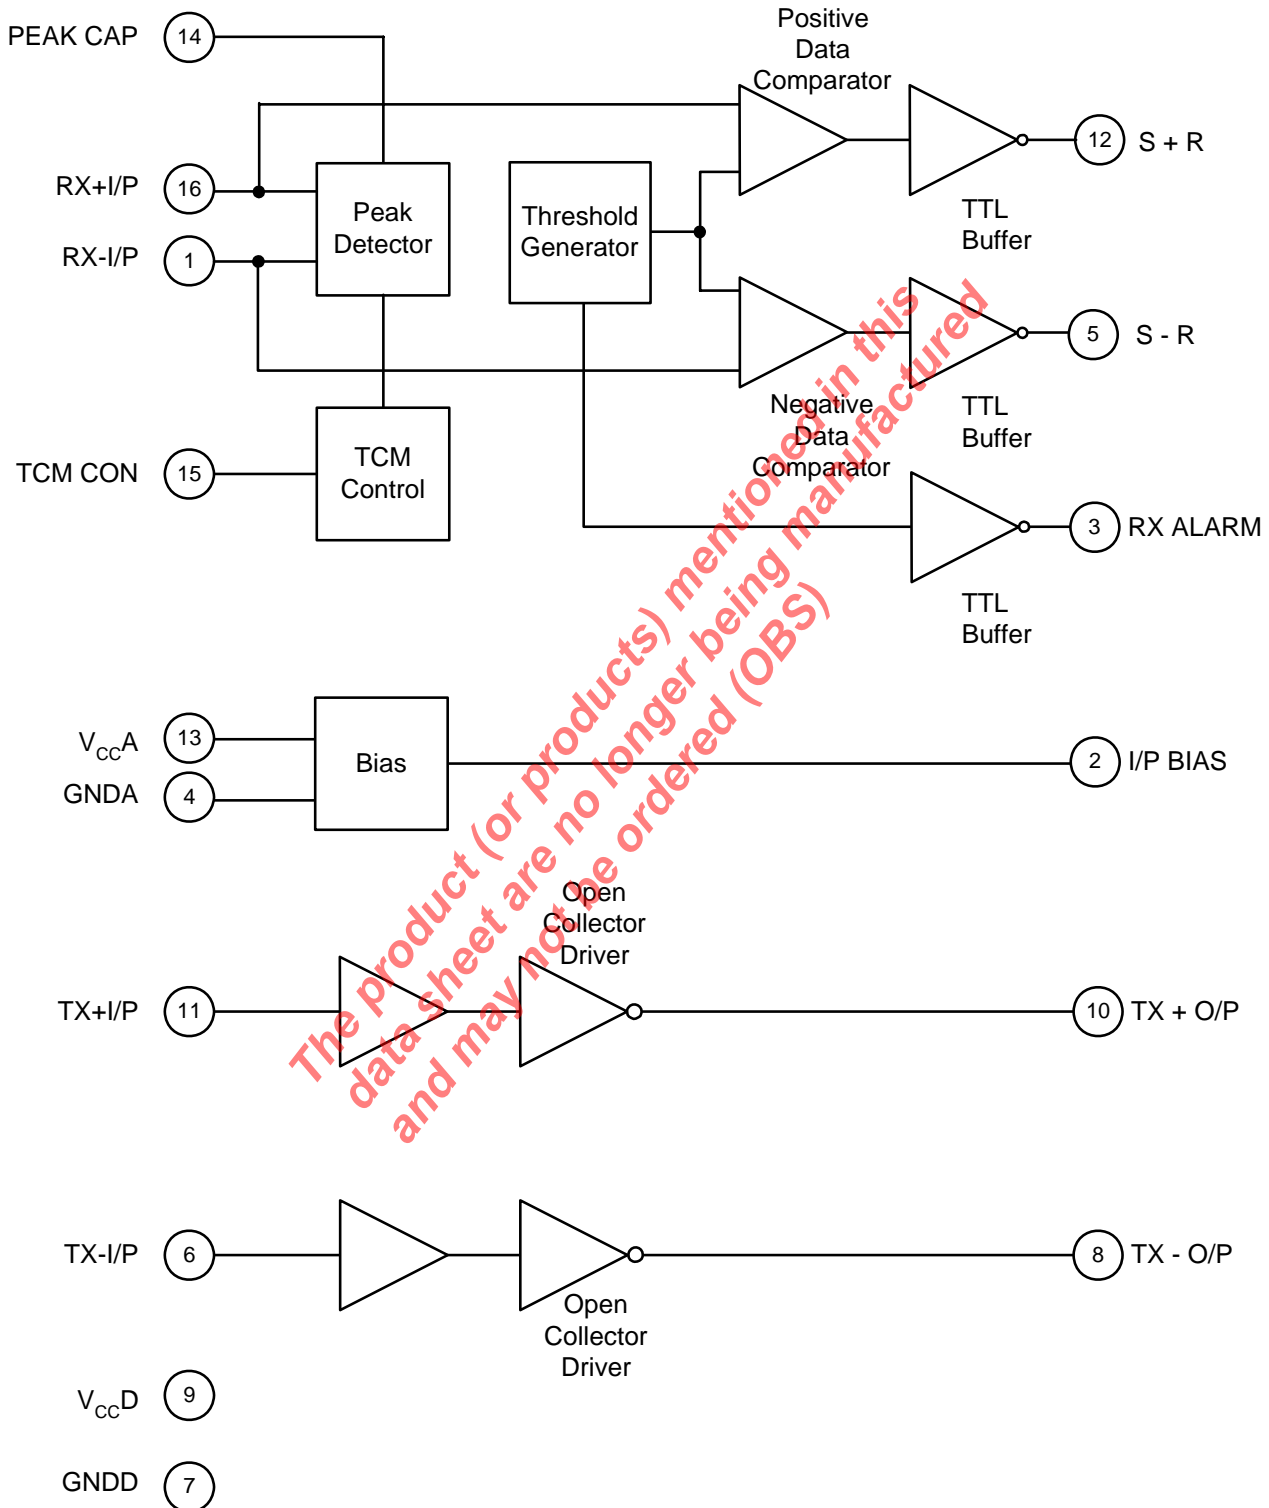 PEAK CAP
14
Positive
Data
Comparator
12
S + R
RX+I/P
16
Peak
Detector
Threshold
Generator
TTL
Buffer
RX-I/P
1
5
S - R
Negative
Data
Comparator
TTL
Buffer
TCM CON
15
TCM
Control
3
RX ALARM
TTL
Buffer
VCCA
13
Bias
2
I/P BIAS
GNDA
4
Open
Collector
Driver
TX+I/P
11
10
TX + O/P
TX-I/P
6
8
TX - O/P
Open
Collector
Driver
VCCD
9
GNDD
7
The product (or products) mentioned in this
data sheet are no longer being manufactured
and may not be ordered (OBS)